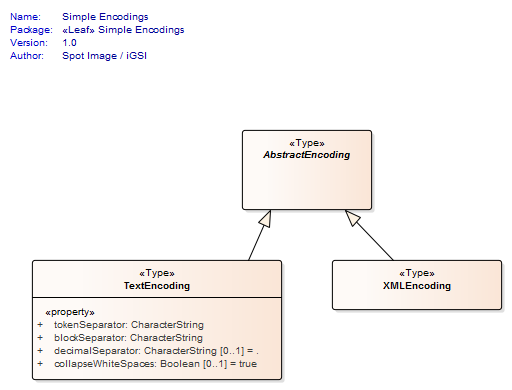 Name: Simple Encodings
Package: «Leaf» Simple Encodings
Version: 1.0
Author: Spot Image / iGSI
«Type»
AbstractEncoding
«Type»
TextEncoding
«property»
+ tokenSeparator: CharacterString
+ blockSeparator: CharacterString
+ decimalSeparator: CharacterString [0..1] = .
+ collapseWhiteSpaces: Boolean [0..1] = true
«Type»
XMLEncoding